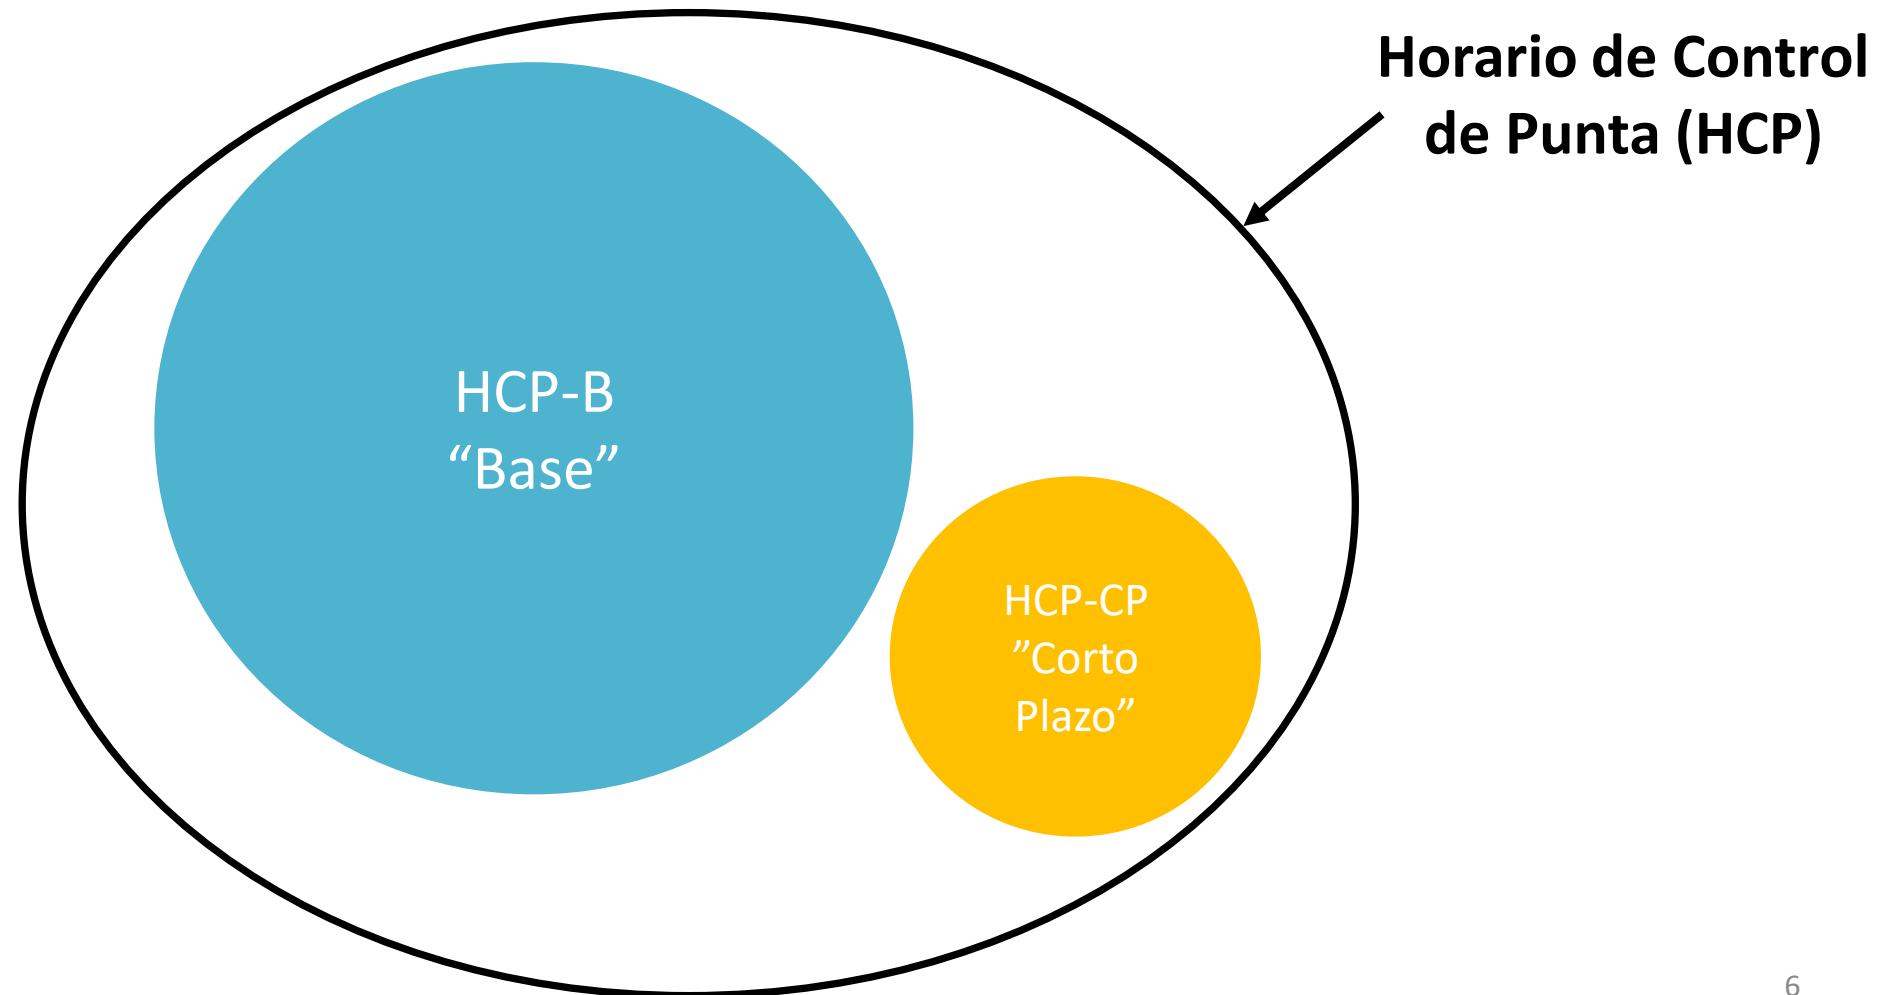 Horario de Control
de Punta (HCP)
HCP-B
“Base”
HCP-CP
”Corto
Plazo”
6